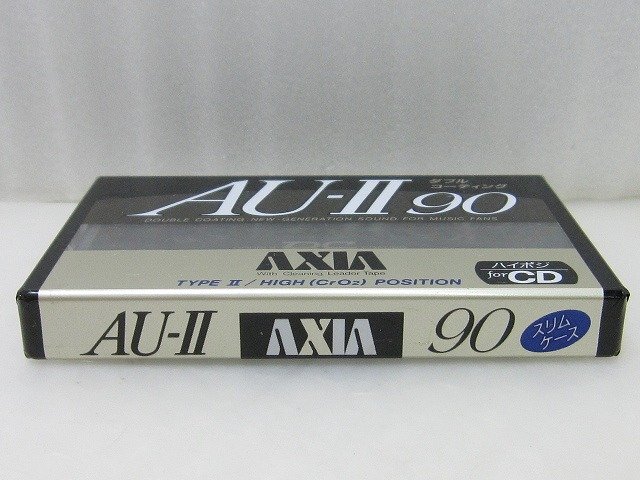 AU-II 90
ダブル
コーティング
DOUBLE COATING NEW GENERATION SOUND FOR MUSIC FANS
AXIA
With Cleaning Leader Tape
TYPE II / HIGH (CrO2) POSITION
ハイポジ
for CD
AU-II
AXIA
90
スリム
ケース